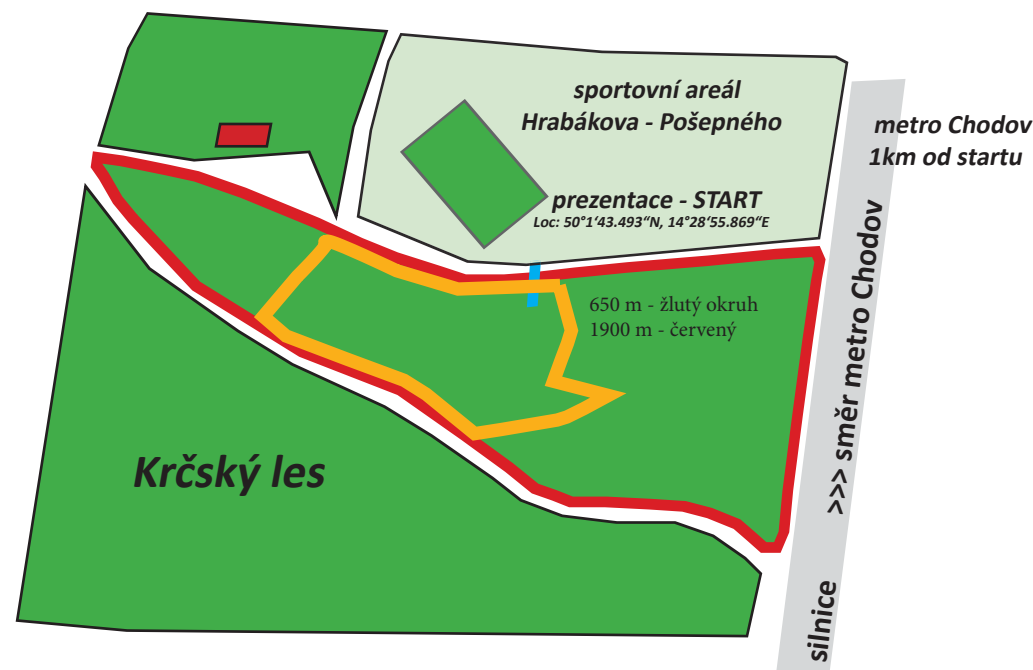 sportovní areál
Hrabákova - Pošepného
metro Chodov
1km od startu
prezentace - START
Loc: 50°1‘43.493“N, 14°28‘55.869“E
650 m - žlutý okruh
1900 m - červený
Krčský les
silnice >>> směr metro Chodov